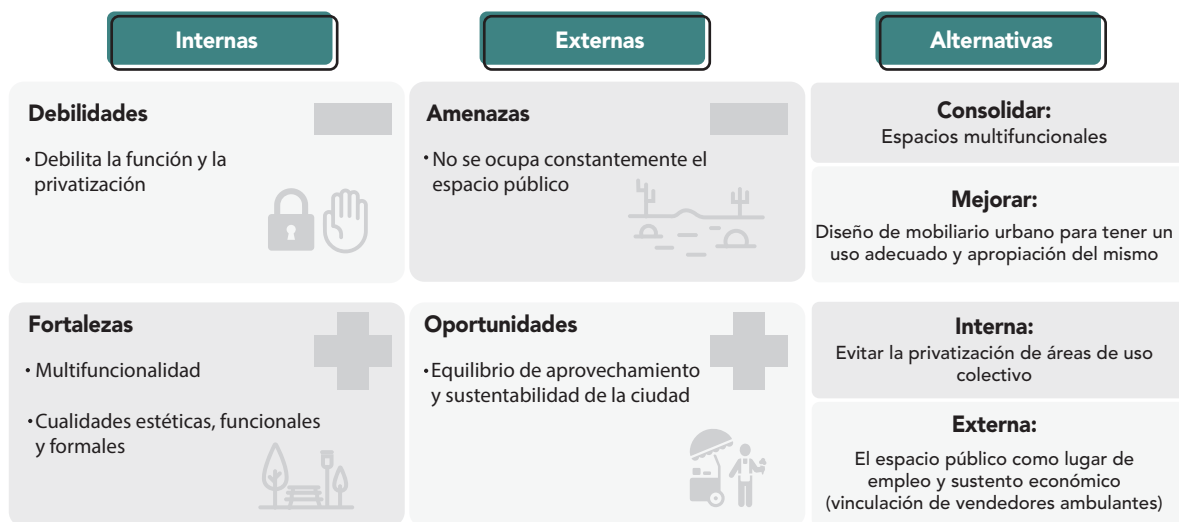 Internas
Externas
Alternativas
Debilidades
• Debilita la función y la
privatización
Amenazas
• No se ocupa constantemente el
espacio público
Consolidar:
Espacios multifuncionales
Mejorar:
Diseño de mobiliario urbano para tener un
uso adecuado y apropiación del mismo
Fortalezas
• Multifuncionalidad
• Cualidades estéticas, funcionales
y formales
Oportunidades
• Equilibrio de aprovechamiento
y sustentabilidad de la ciudad
Interna:
Evitar la privatización de áreas de uso
colectivo
Externa:
El espacio público como lugar de
empleo y sustento económico
(vinculación de vendedores ambulantes)